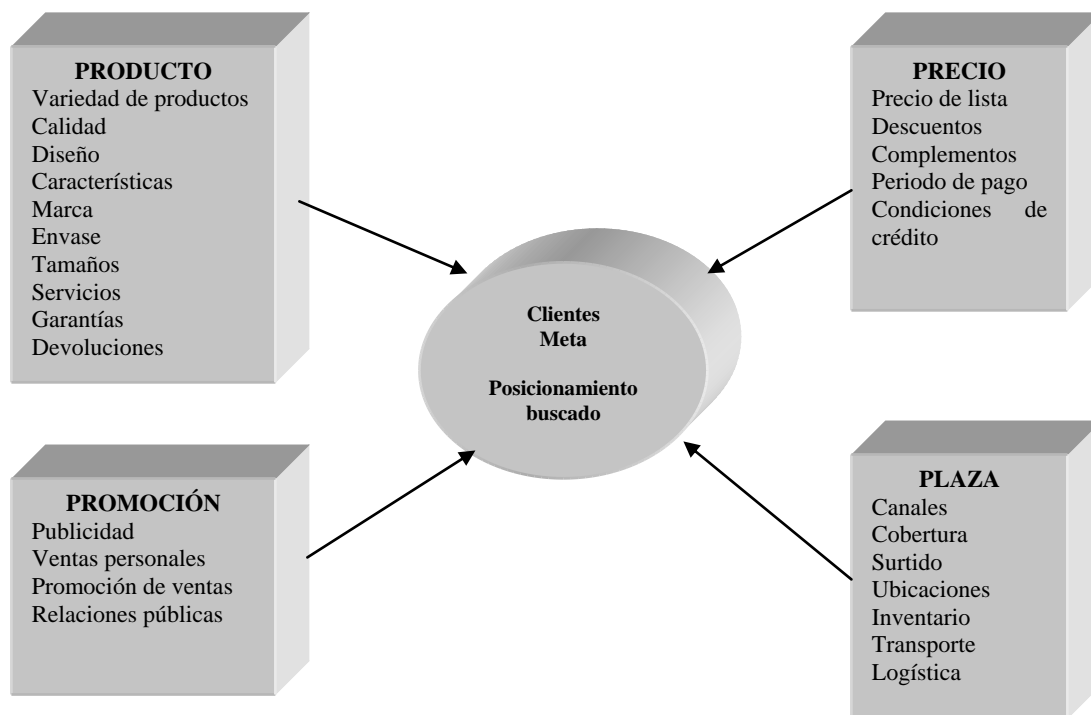 PRODUCTO
Variedad de productos
Calidad
Diseño
Características
Marca
Envase
Tamaños
Servicios
Garantías
Devoluciones
PRECIO
Precio de lista
Descuentos
Complementos
Periodo de pago
Condiciones de
crédito
Clientes
Meta
Posicionamiento
buscado
PROMOCIÓN
Publicidad
Ventas personales
Promoción de ventas
Relaciones públicas
PLAZA
Canales
Cobertura
Surtido
Ubicaciones
Inventario
Transporte
Logística